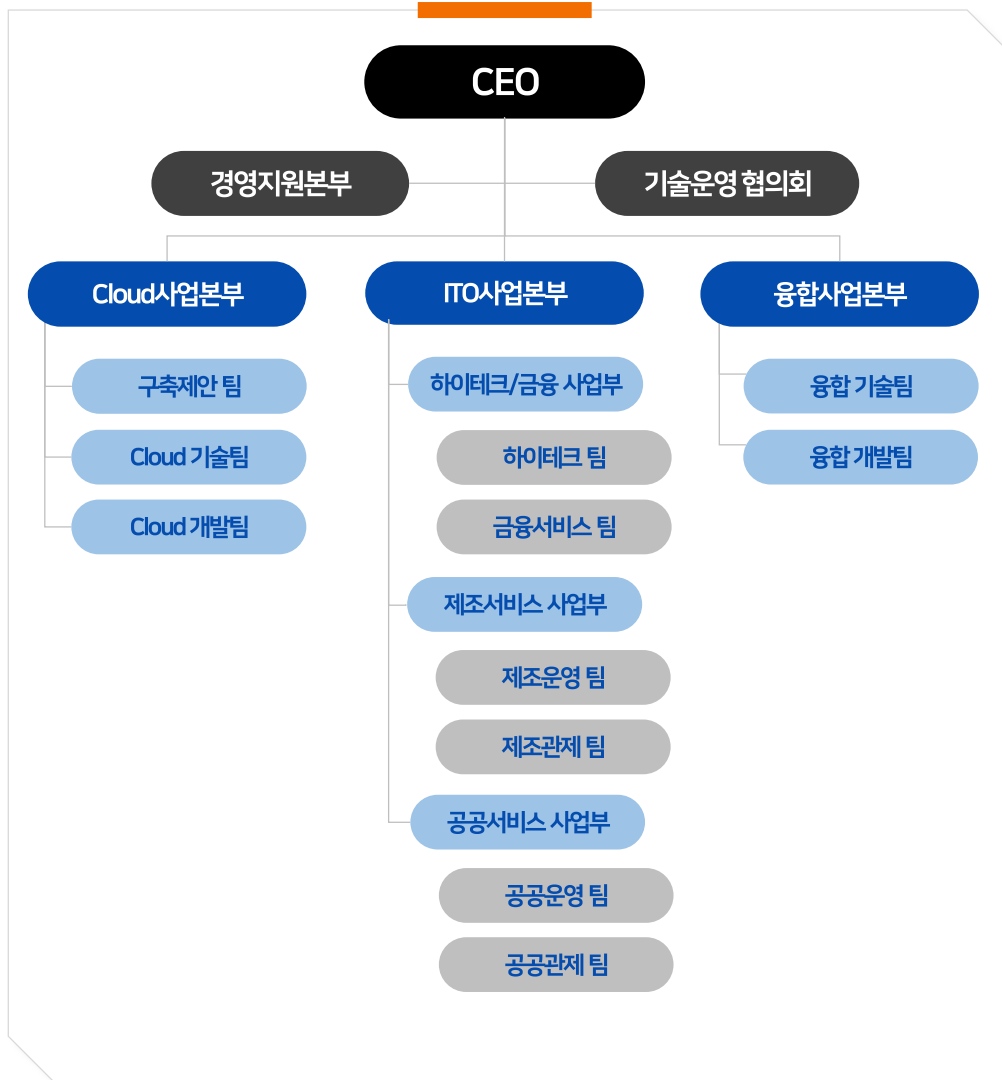 CEO
경영지원본부
기술운영 협의회
Cloud사업본부
구축제안 팀
Cloud 기술팀
Cloud 개발팀
ITO사업본부
하이테크/금융 사업부
하이테크 팀
금융서비스 팀
제조서비스 사업부
제조운영 팀
제조관제 팀
공공서비스 사업부
공공운영 팀
공공관제 팀
융합사업본부
융합 기술팀
융합 개발팀